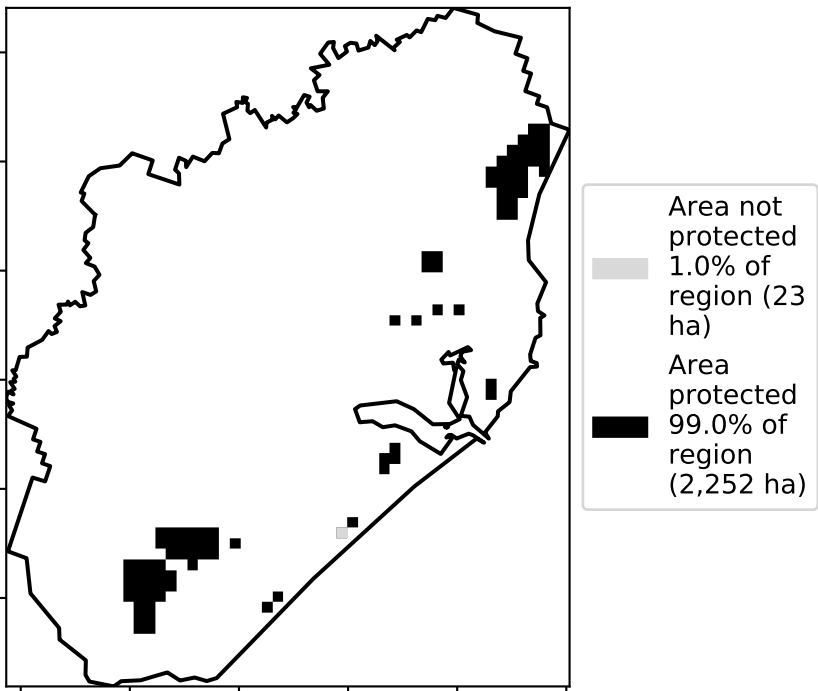 Area not
protected
1.0% of
region (23
ha)
Area
protected
99.0% of
region
(2,252 ha)